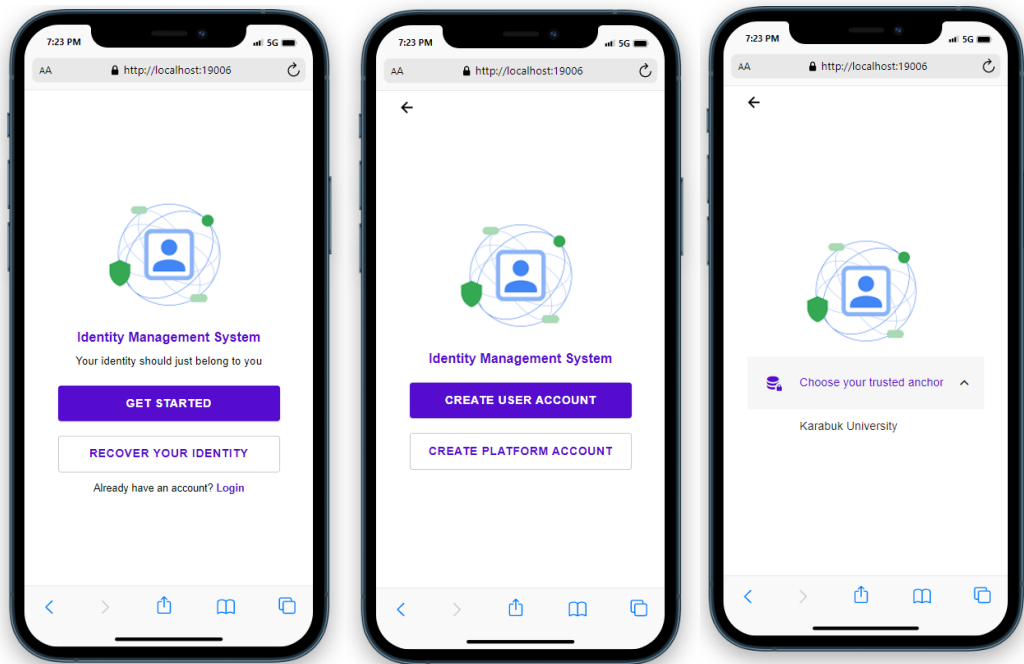 7:23 PM
5G
AA
http://localhost:19006
Identity Management System
Your identity should just belong to you
GET STARTED
RECOVER YOUR IDENTITY
Already have an account? Login
7:23 PM
5G
AA
http://localhost:19006
Identity Management System
CREATE USER ACCOUNT
CREATE PLATFORM ACCOUNT
7:23 PM
5G
AA
http://localhost:19006
Choose your trusted anchor
Karabuk University